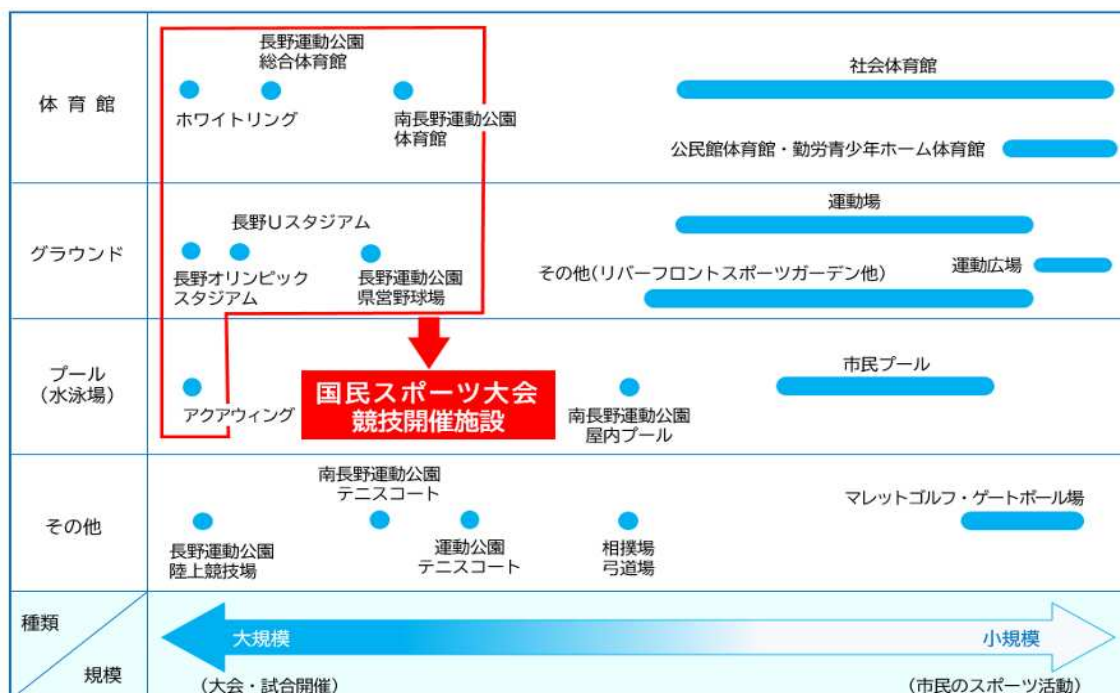 体育館
長野運動公園
総合体育館
ホワイトリング
南長野運動公園
体育館
社会体育館
公民館体育館・勤労青少年ホーム体育館
グラウンド
長野Uスタジアム
長野オリンピック
スタジアム
長野運動公園
県営野球場
運動場
その他(リバーフロントスポーツガーデン他)
運動広場
プール
(水泳場)
アクアウィング
国民スポーツ大会
競技開催施設
南長野運動公園
屋内プール
市民プール
その他
長野運動公園
陸上競技場
南長野運動公園
テニスコート
運動公園
テニスコート
相撲場
弓道場
マレットゴルフ・ゲートボール場
種類
規模
大規模
小規模
(大会・試合開催)
(市民のスポーツ活動)